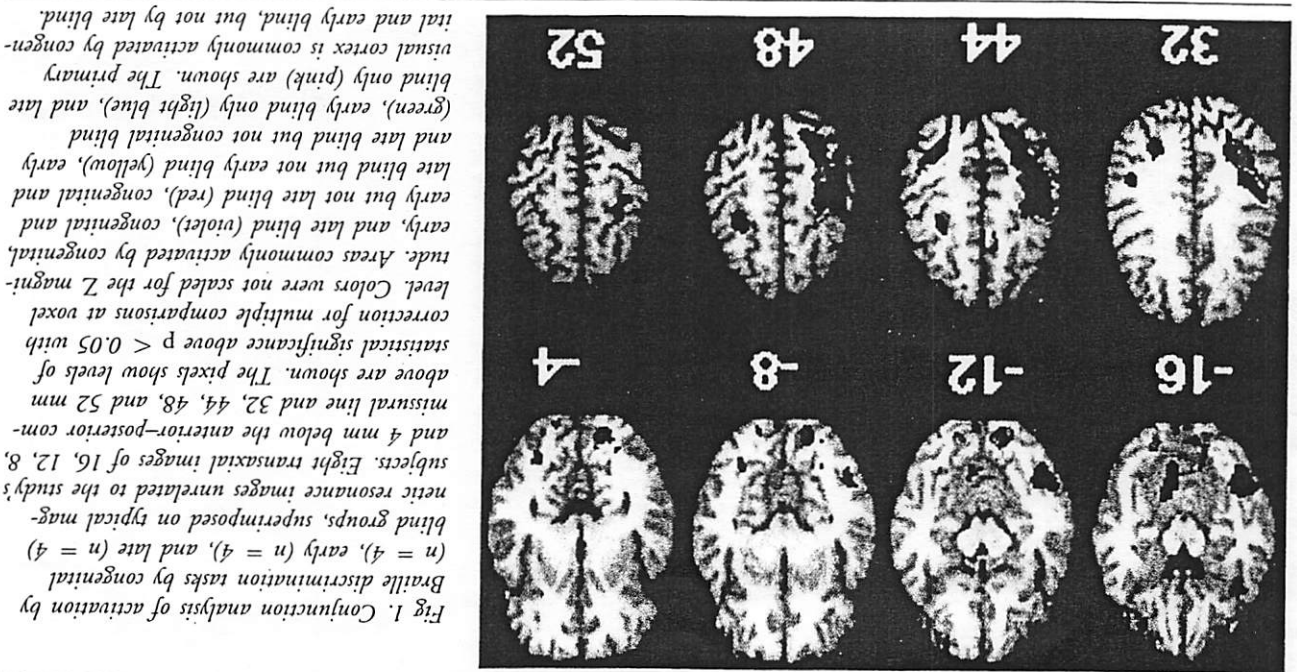 -16 -12 -8 -4
32 44 48 52
Fig 1. Conjunction analysis of activation by
Braille discrimination tasks by congenital
(n = 4), early (n = 4), and late (n = 4)
blind groups, superimposed on typical mag-
netic resonance images unrelated to the study's
subjects. Eight transaxial images of 16, 12, 8,
and 4 mm below the anterior–posterior com-
missural line and 32, 44, 48, and 52 mm
above are shown. The pixels show levels of
statistical significance above p < 0.05 with
correction for multiple comparisons at voxel
level. Colors were not scaled for the Z magni-
tude. Areas commonly activated by congenital,
early, and late blind (violet), congenital and
early but not late blind (red), congenital and
late blind but not early blind (yellow), early
and late blind but not congenital blind
(green), early blind only (light blue), and late
blind only (pink) are shown. The primary
visual cortex is commonly activated by congen-
ital and early blind, but not by late blind.